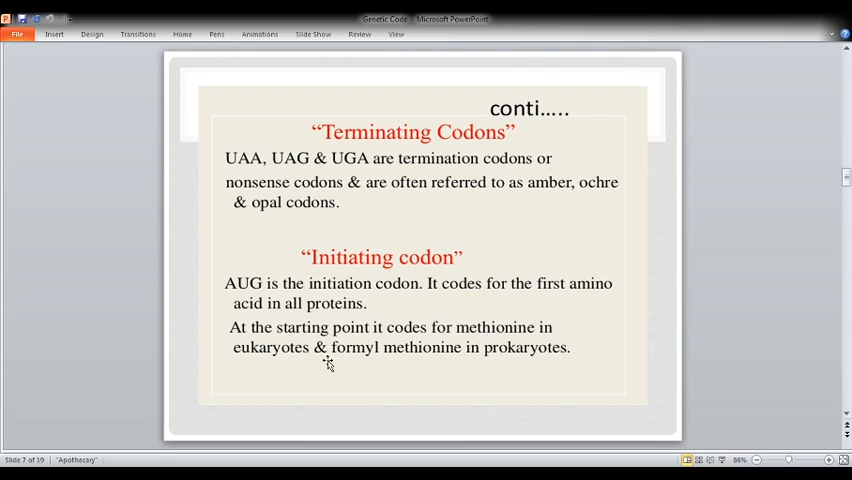 Genetic Code - Microsoft PowerPoint
File Insert Design Transitions Home Pens Animations Slide Show Review View
conti…..
“Terminating Codons”
UAA, UAG & UGA are termination codons or
nonsense codons & are often referred to as amber, ochre
& opal codons.
“Initiating codon”
AUG is the initiation codon. It codes for the first amino
acid in all proteins.
At the starting point it codes for methionine in
eukaryotes & formyl methionine in prokaryotes.
Slide 7 of 19 "Apothecary" 86%